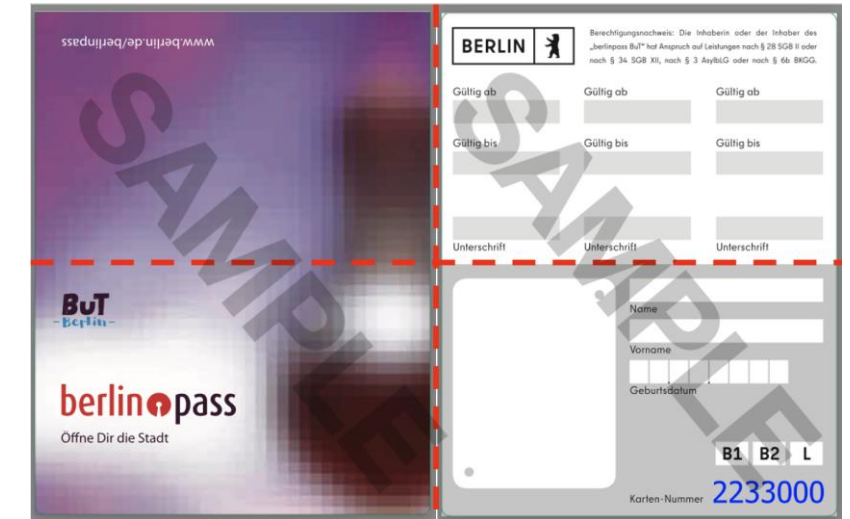 www.berlin.de/berlinpass
BuT
-Berlin-
berlinpass
Öffne Dir die Stadt
SAMPLE
BERLIN
Berechtigungsnachweis: Die Inhaberin oder der Inhaber des
„berlinpass BuT“ hat Anspruch auf Leistungen nach § 28 SGB II oder
nach § 34 SGB XII, nach § 3 AsylbLG oder nach § 6b BKGG.
Gültig ab Gültig ab Gültig ab
Gültig bis Gültig bis Gültig bis
Unterschrift Unterschrift Unterschrift
SAMPLE
Name
Vorname
Geburtsdatum
B1 B2 L
Karten-Nummer 2233000